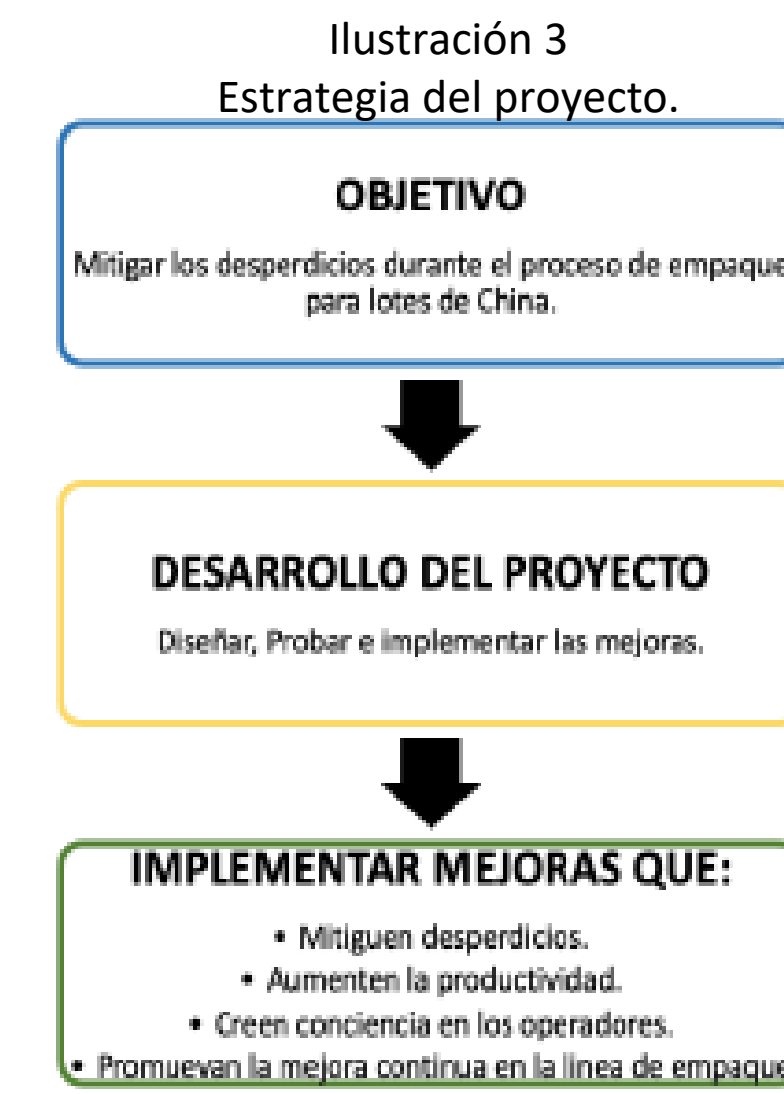 Ilustración 3
Estrategia del proyecto.
OBJETIVO
Mitigar los desperdicios durante el proceso de empaque
para lotes de China.
DESARROLLO DEL PROYECTO
Diseñar, Probar e implementar las mejoras.
IMPLEMENTAR MEJORAS QUE:
• Mitiguen desperdicios.
• Aumenten la productividad.
• Creen conciencia en los operadores.
• Promuevan la mejora continua en la linea de empaque